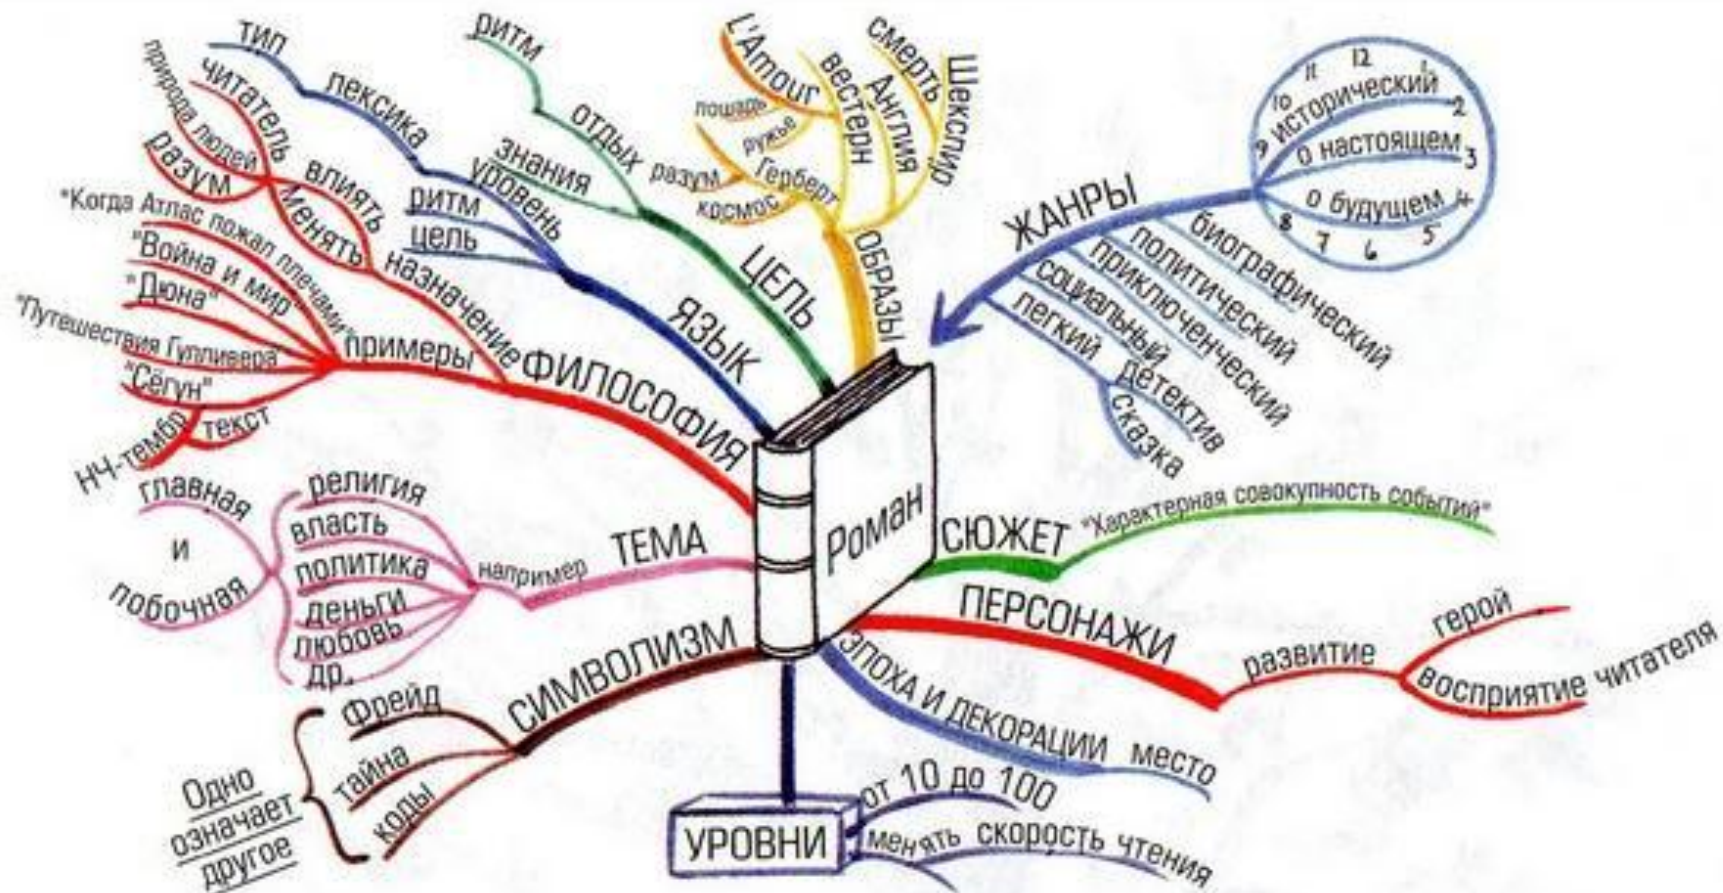 Роман
ЖАНРЫ
12
1
2
3
4
5
6
7
8
9
10
11
исторический
о настоящем
о будущем
биографический
политический
приключенческий
социальный
легкий
детектив
сказка
СЮЖЕТ
"Характерная совокупность событий"
ПЕРСОНАЖИ
развитие
герой
восприятие читателя
ЭПОХА И ДЕКОРАЦИИ
место
УРОВНИ
от 10 до 100
менять скорость чтения
СИМВОЛИЗМ
Фрейд
тайна
коды
Одно
означает
другое
ТЕМА
например
религия
власть
политика
деньги
любовь
др.
главная
и
побочная
ФИЛОСОФИЯ
примеры
"Когда Атлас пожал плечами"
"Война и мир"
"Дюна"
"Путешествия Гулливера"
"Сёгун"
НЧ-тембр
текст
назначение
влиять
менять
читатель
природа людей
разум
ЯЗЫК
уровень
ритм
цель
лексика
тип
ЦЕЛЬ
знания
отдых
ритм
ОБРАЗЫ
Герберт
разум
космос
вестерн
L'Amour
лошадь
ружье
Англия
смерть
Шекспир